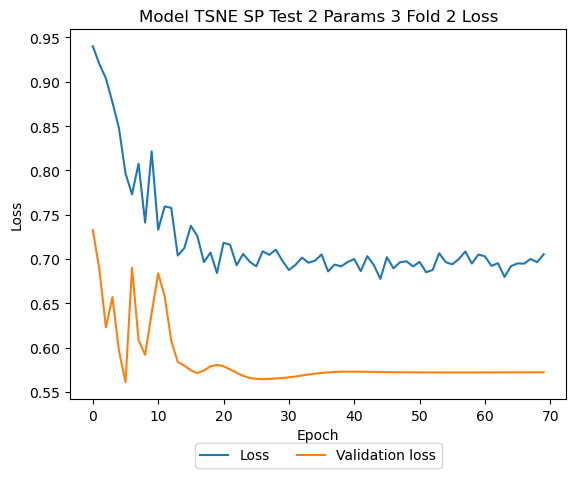 Model TSNE SP Test 2 Params 3 Fold 2 Loss
0.95
0.90
0.85
0.80
0.75
0.70
0.65
0.60
0.55
Loss
0 10 20 30 40 50 60 70
Epoch
Loss Validation loss